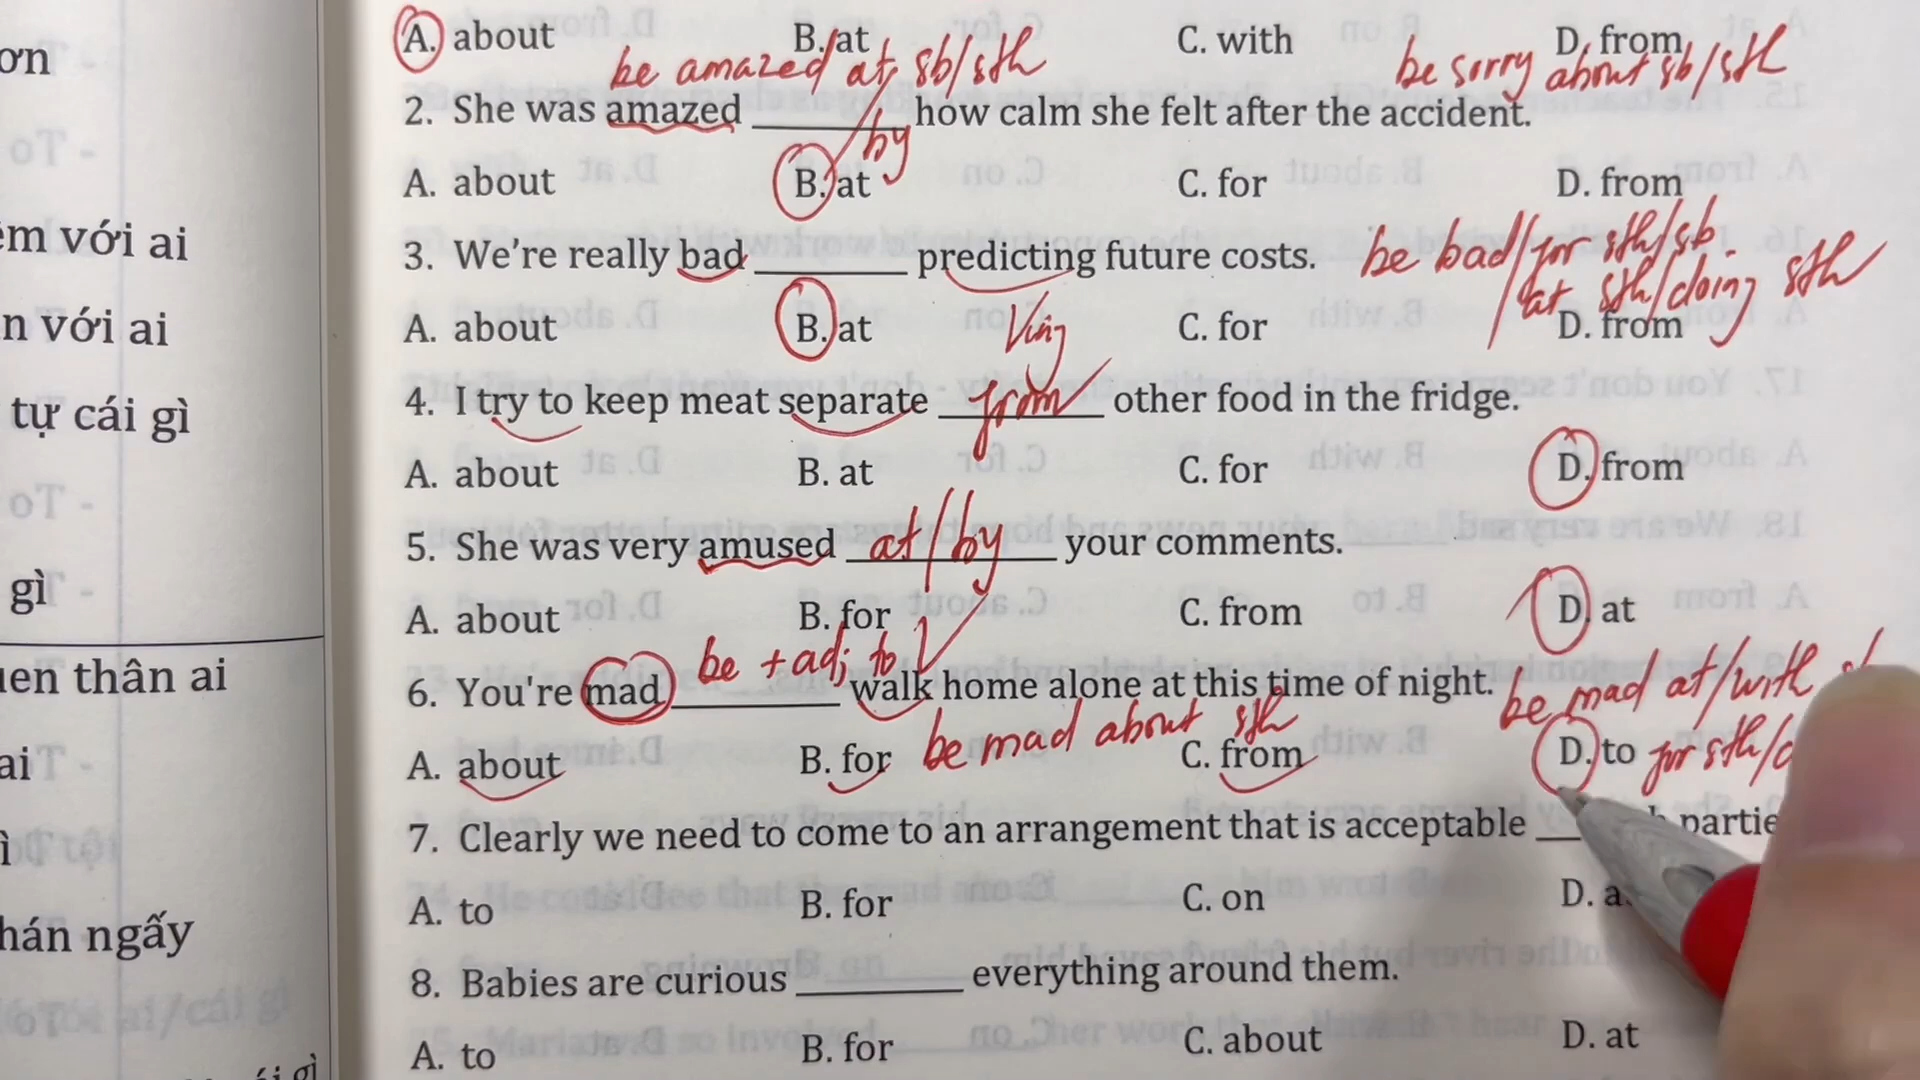 ơn
ếm với ai
n với ai
tự cái gì
gì
uen thân ai
ai
ì
hán ngấy
A. about B. at C. with D. from
be amazed at sb/sth be sorry about sb/sth
2. She was amazed ________ how calm she felt after the accident.
/by
A. about B. at C. for D. from
be bad/for sth/sb.
3. We're really bad ________ predicting future costs.
/at sth/doing sth
A. about B. at Ving C. for D. from
4. I try to keep meat separate from other food in the fridge.
A. about B. at C. for D. from
5. She was very amused at/by your comments.
A. about B. for C. from D. at
be + adj to V
6. You're mad ________ walk home alone at this time of night. be mad at/with
be mad about sth
A. about B. for C. from D. to for sth/
7. Clearly we need to come to an arrangement that is acceptable ____ partie
A. to B. for C. on D. a
8. Babies are curious ________ everything around them.
A. to B. for C. about D. at